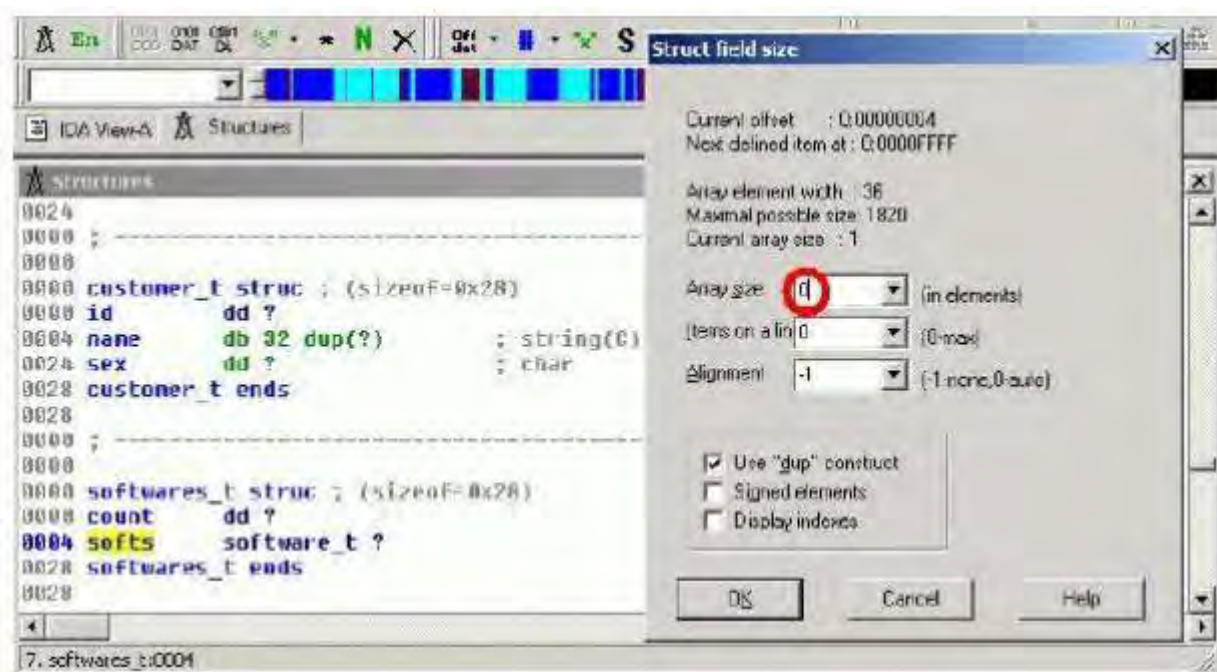 En
Off
dat
N
S
IDA View-A
Structures
structures
0024
0000 ; ----------------------------------------------------------------
0000
0000 customer_t struc ; (sizeof=0x28)
0000 id dd ?
0004 name db 32 dup(?) ; string(C)
0024 sex dd ? ; char
0028 customer_t ends
0028
0000 ; ----------------------------------------------------------------
0000
0000 softwares_t struc ; (sizeof=0x28)
0000 count dd ?
0004 softs software_t ?
0028 softwares_t ends
0028
7. softwares_t:0004
Struct field size
Current offset : 0:00000004
Next defined item at : 0:0000FFFF
Array element width : 36
Maximal possible size: 1820
Current array size : 1
Array size 0 (in elements)
Items on a lin 0 (0-max)
Alignment -1 (-1-none,0-auto)
Use "dup" construct
Signed elements
Display indexes
OK Cancel Help